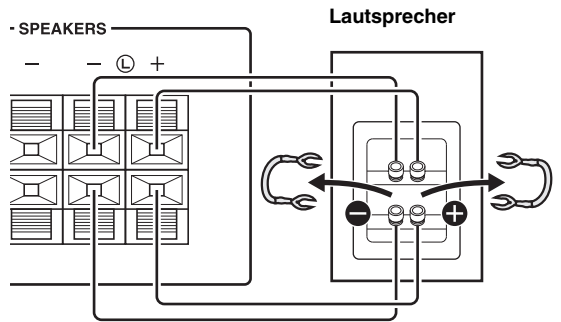 Lautsprecher
SPEAKERS
− − Ⓛ +
− +